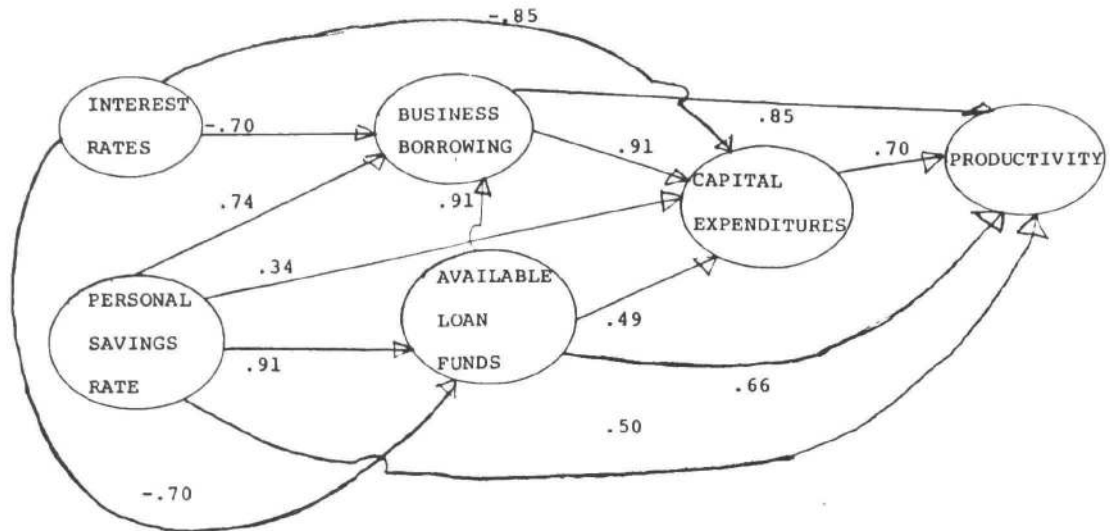 -.85
INTEREST
RATES
-.70
BUSINESS
BORROWING
.85
.91
CAPITAL
EXPENDITURES
.70
PRODUCTIVITY
.74
.91
.34
PERSONAL
SAVINGS
RATE
.91
AVAILABLE
LOAN
FUNDS
.49
.66
.50
-.70